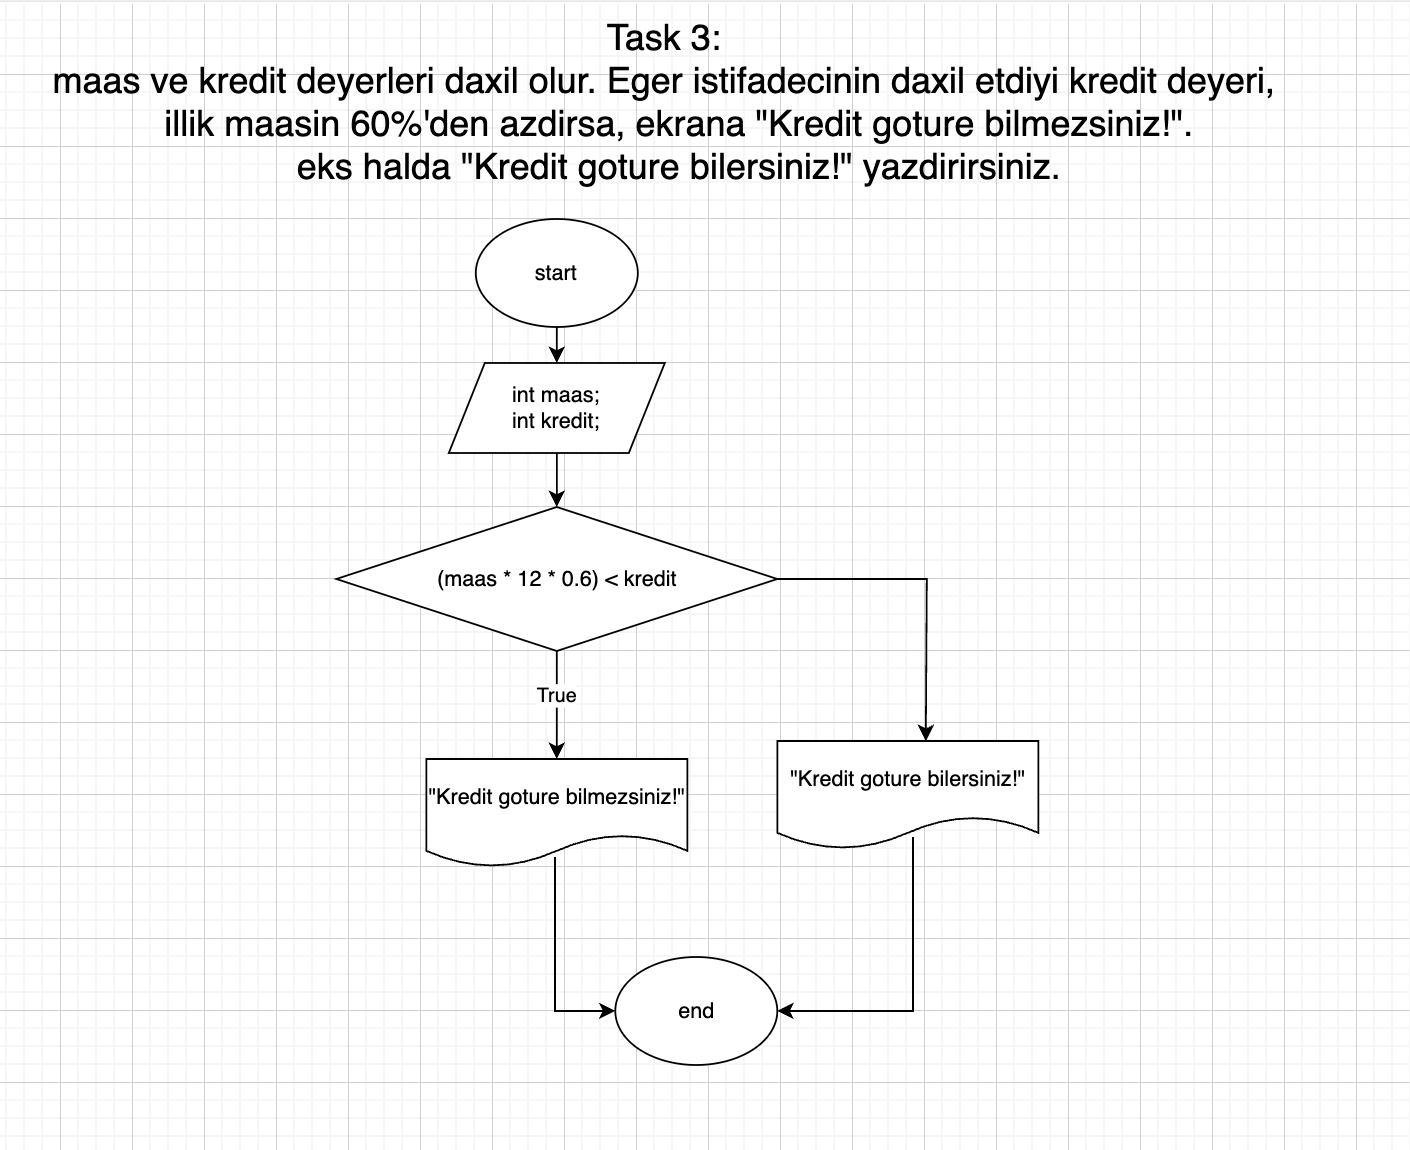 Task 3:
maas ve kredit deyerleri daxil olur. Eger istifadecinin daxil etdiyi kredit deyeri,
illik maasin 60%'den azdirsa, ekrana "Kredit goture bilmezsiniz!".
eks halda "Kredit goture bilersiniz!" yazdirirsiniz.
start
int maas;
int kredit;
(maas * 12 * 0.6) < kredit
True
"Kredit goture bilersiniz!"
"Kredit goture bilmezsiniz!"
end